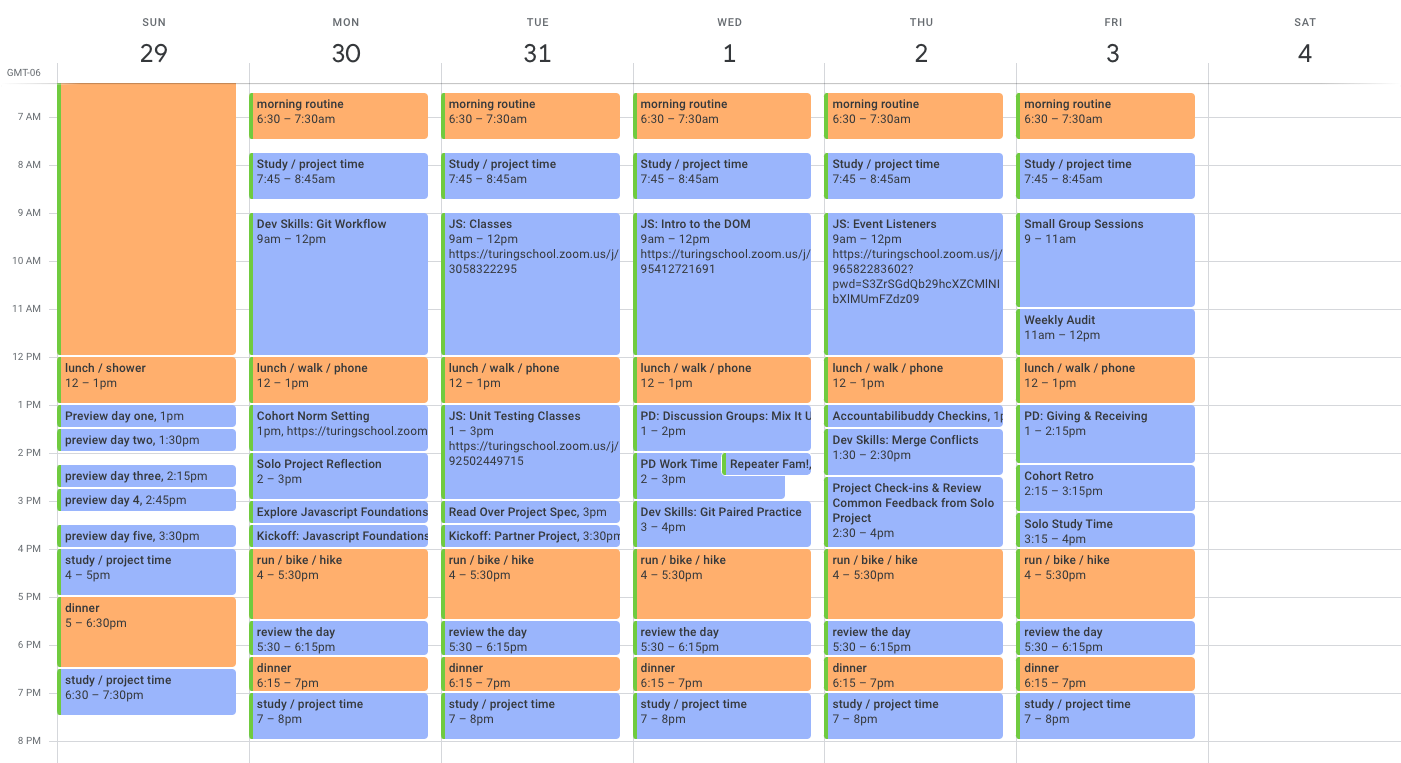 SUN
29
MON
30
TUE
31
WED
1
THU
2
FRI
3
SAT
4
GMT-06
7 AM
8 AM
9 AM
10 AM
11 AM
12 PM
1 PM
2 PM
3 PM
4 PM
5 PM
6 PM
7 PM
8 PM
lunch / shower
12 – 1pm
Preview day one, 1pm
preview day two, 1:30pm
preview day three, 2:15pm
preview day 4, 2:45pm
preview day five, 3:30pm
study / project time
4 – 5pm
dinner
5 – 6:30pm
study / project time
6:30 – 7:30pm
morning routine
6:30 – 7:30am
Study / project time
7:45 – 8:45am
Dev Skills: Git Workflow
9am – 12pm
lunch / walk / phone
12 – 1pm
Cohort Norm Setting
1pm, https://turingschool.zoom
Solo Project Reflection
2 – 3pm
Explore Javascript Foundations
Kickoff: Javascript Foundations
run / bike / hike
4 – 5:30pm
review the day
5:30 – 6:15pm
dinner
6:15 – 7pm
study / project time
7 – 8pm
morning routine
6:30 – 7:30am
Study / project time
7:45 – 8:45am
JS: Classes
9am – 12pm
https://turingschool.zoom.us/j/
3058322295
lunch / walk / phone
12 – 1pm
JS: Unit Testing Classes
1 – 3pm
https://turingschool.zoom.us/j/
92502449715
Read Over Project Spec, 3pm
Kickoff: Partner Project, 3:30pm
run / bike / hike
4 – 5:30pm
review the day
5:30 – 6:15pm
dinner
6:15 – 7pm
study / project time
7 – 8pm
morning routine
6:30 – 7:30am
Study / project time
7:45 – 8:45am
JS: Intro to the DOM
9am – 12pm
https://turingschool.zoom.us/j/
95412721691
lunch / walk / phone
12 – 1pm
PD: Discussion Groups: Mix It U
1 – 2pm
PD Work Time
2 – 3pm
Repeater Fam!,
Dev Skills: Git Paired Practice
3 – 4pm
run / bike / hike
4 – 5:30pm
review the day
5:30 – 6:15pm
dinner
6:15 – 7pm
study / project time
7 – 8pm
morning routine
6:30 – 7:30am
Study / project time
7:45 – 8:45am
JS: Event Listeners
9am – 12pm
https://turingschool.zoom.us/j/
96582283602?
pwd=S3ZrSGdQb29hcXZCMlNI
bXlMUmFZdz09
lunch / walk / phone
12 – 1pm
Accountabilibuddy Checkins, 1p
Dev Skills: Merge Conflicts
1:30 – 2:30pm
Project Check-ins & Review
Common Feedback from Solo
Project
2:30 – 4pm
run / bike / hike
4 – 5:30pm
review the day
5:30 – 6:15pm
dinner
6:15 – 7pm
study / project time
7 – 8pm
morning routine
6:30 – 7:30am
Study / project time
7:45 – 8:45am
Small Group Sessions
9 – 11am
Weekly Audit
11am – 12pm
lunch / walk / phone
12 – 1pm
PD: Giving & Receiving
1 – 2:15pm
Cohort Retro
2:15 – 3:15pm
Solo Study Time
3:15 – 4pm
run / bike / hike
4 – 5:30pm
review the day
5:30 – 6:15pm
dinner
6:15 – 7pm
study / project time
7 – 8pm